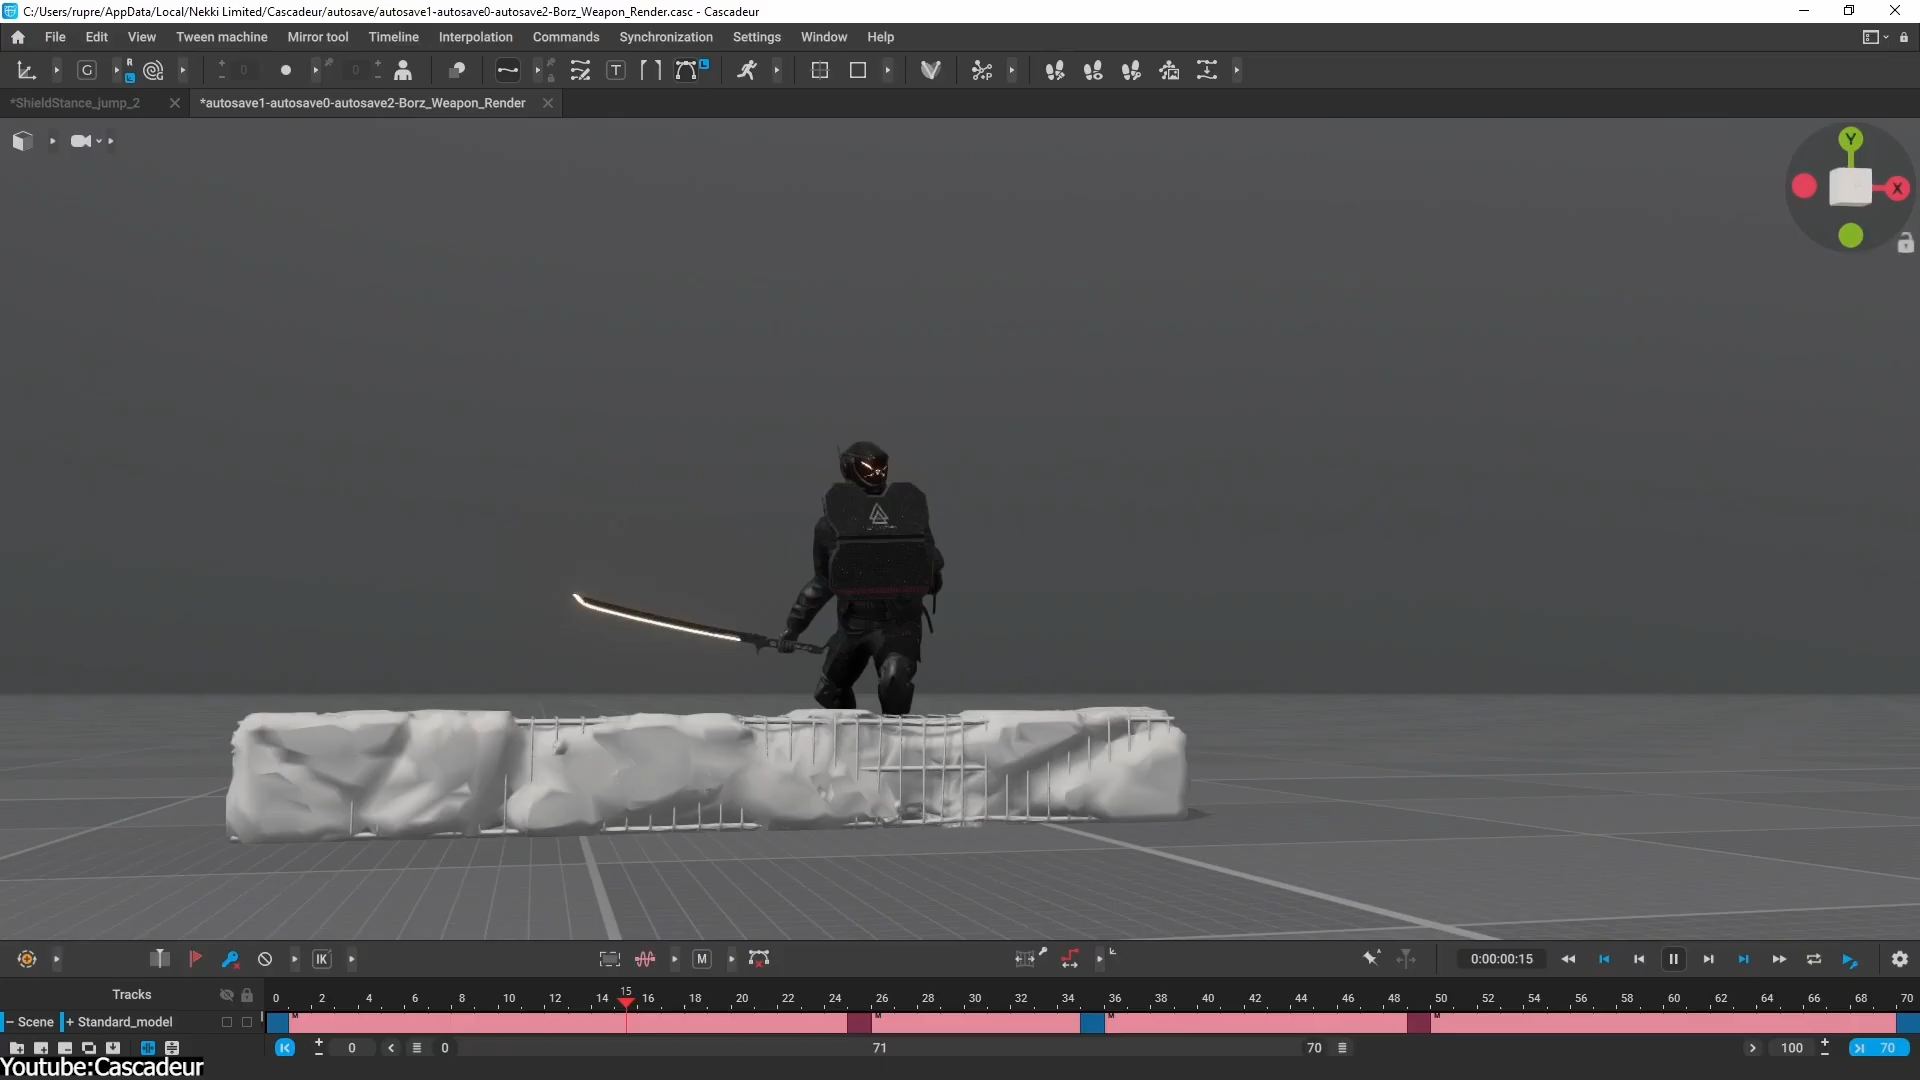 C:/Users/rupre/AppData/Local/Nekki Limited/Cascadeur/autosave/autosave1-autosave0-autosave2-Borz_Weapon_Render.casc - Cascadeur
File Edit View Tween machine Mirror tool Timeline Interpolation Commands Synchronization Settings Window Help
G R L 0 0 T L
*ShieldStance_jump_2 *autosave1-autosave0-autosave2-Borz_Weapon_Render
Y
X
IK M 0:00:00:15
Tracks 0 2 4 6 8 10 12 14 15 16 18 20 22 24 26 28 30 32 34 36 38 40 42 44 46 48 50 52 54 56 58 60 62 64 66 68 70
Scene + Standard_model M M M M
0 0 71 70 100 70
Youtube:Cascadeur